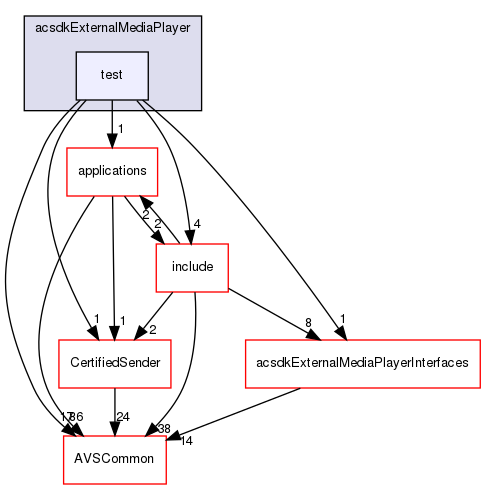 acsdkExternalMediaPlayer
test
1
applications
2
2
4
include
1
1
2
8
1
CertifiedSender
acsdkExternalMediaPlayerInterfaces
24
38
14
AVSCommon